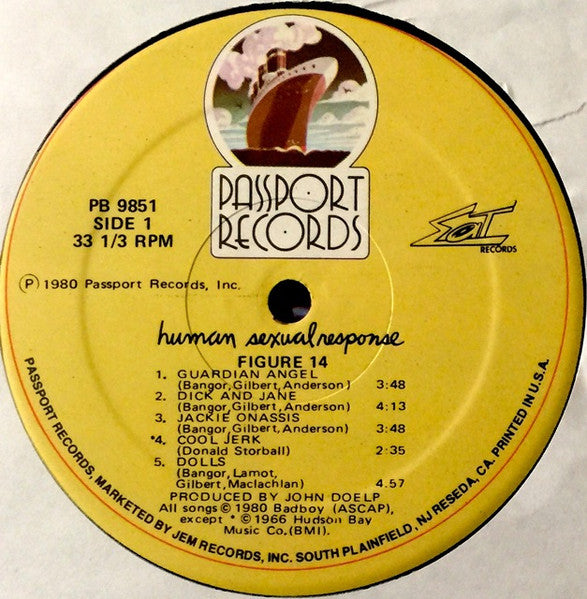 PASSPORT
RECORDS
PB 9851
SIDE 1
33 1/3 RPM
Eat
RECORDS
Ⓟ 1980 Passport Records, Inc.
human sexual response
FIGURE 14
1. GUARDIAN ANGEL
(Bangor, Gilbert, Anderson) 3:48
2. DICK AND JANE
(Bangor, Gilbert, Anderson) 4:13
3. JACKIE ONASSIS
(Bangor, Gilbert, Anderson) 3:48
*4. COOL JERK
(Donald Storball) 2:35
5. DOLLS
(Bangor, Lamot,
Gilbert, Maclachlan) 4.57
PRODUCED BY JOHN DOELP
All songs © 1980 Badboy (ASCAP),
except * © 1966 Hudson Bay
Music Co. (BMI).
PASSPORT RECORDS, MARKETED BY JEM RECORDS, INC. SOUTH PLAINFIELD, NJ RESEDA, CA. PRINTED IN U.S.A.